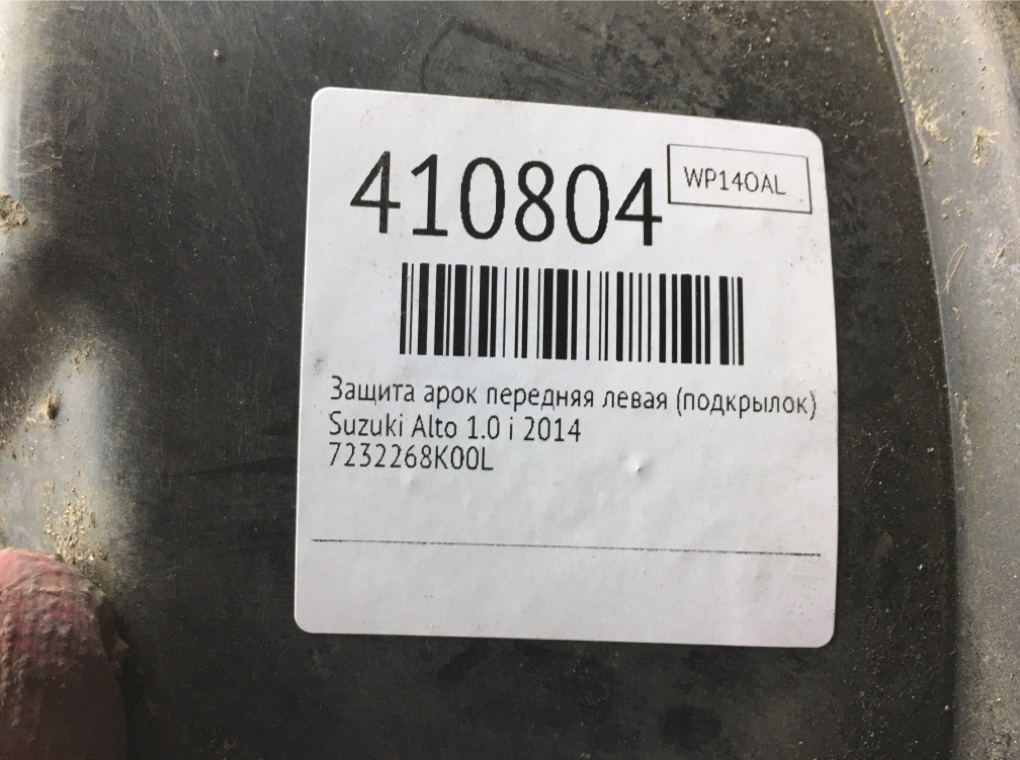 410804
WP14OAL
Защита арок передняя левая (подкрылок)
Suzuki Alto 1.0 i 2014
7232268K00L